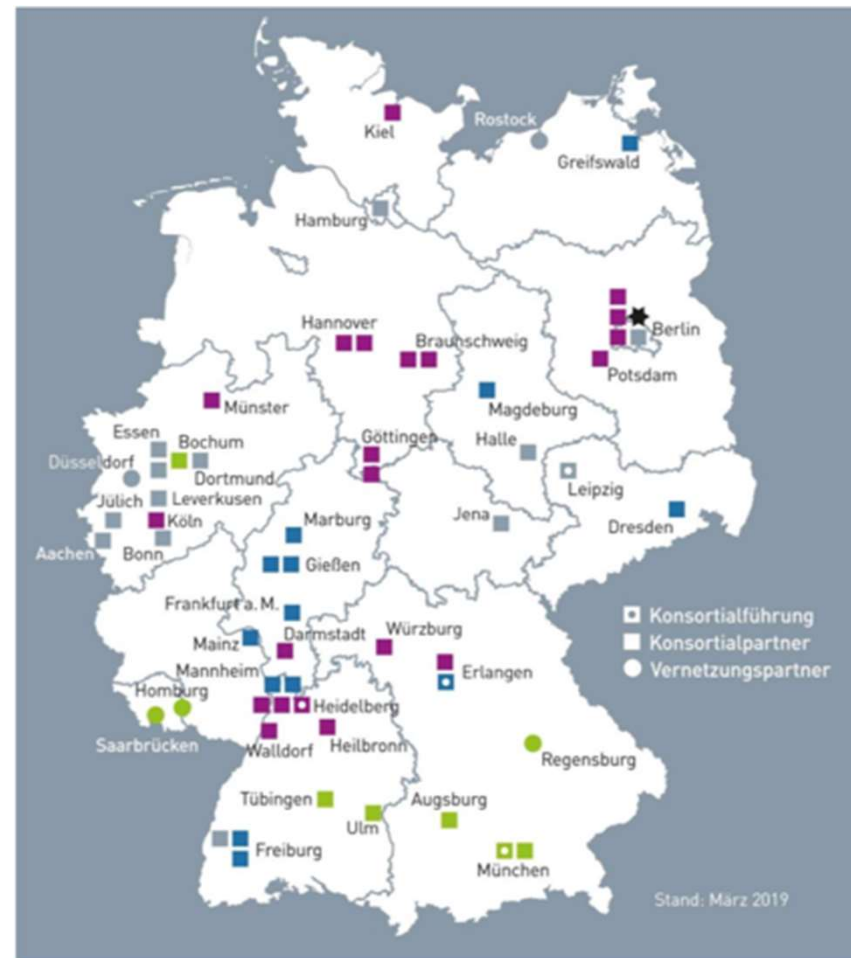 Kiel
Rostock
Greifswald
Hamburg
Hannover
Braunschweig
Berlin
Potsdam
Münster
Magdeburg
Essen
Bochum
Göttingen
Halle
Düsseldorf
Dortmund
Leipzig
Jülich
Leverkusen
Köln
Marburg
Jena
Dresden
Aachen
Bonn
Gießen
Frankfurt a. M.
Konsortialführung
Mainz
Darmstadt
Würzburg
Konsortialpartner
Mannheim
Erlangen
Vernetzungspartner
Homburg
Heidelberg
Saarbrücken
Walldorf
Heilbronn
Regensburg
Tübingen
Augsburg
Ulm
Freiburg
München
Stand: März 2019